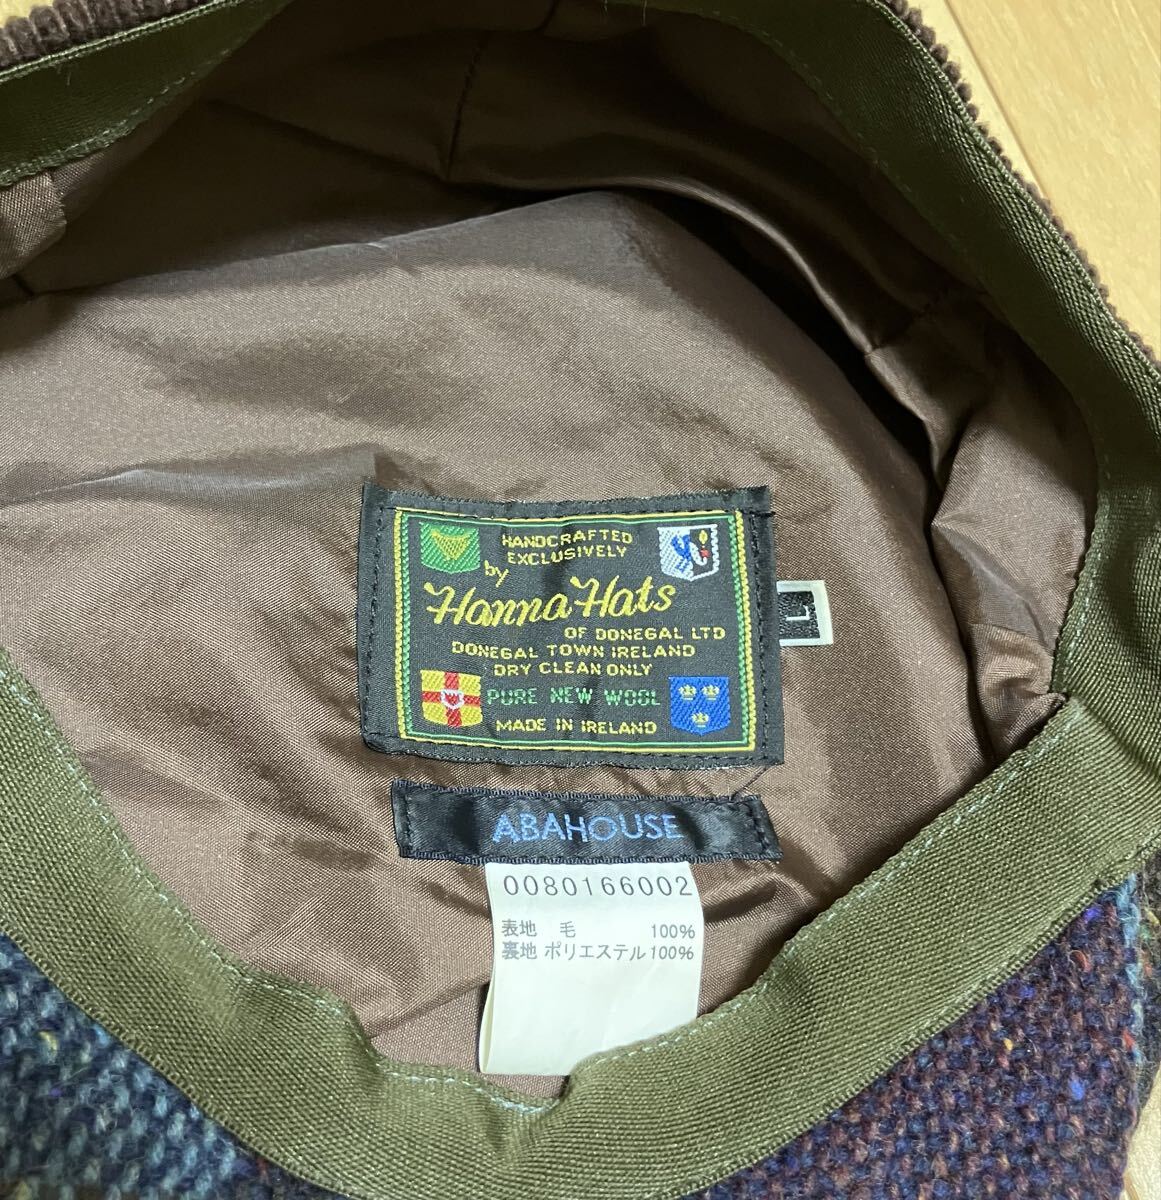 HANDCRAFTED
EXCLUSIVELY
by
Hanna Hats
OF DONEGAL LTD
DONEGAL TOWN IRELAND
DRY CLEAN ONLY
PURE NEW WOOL
MADE IN IRELAND
L
ABAHOUSE
0080166002
表地 毛 100%
裏地 ポリエステル 100%